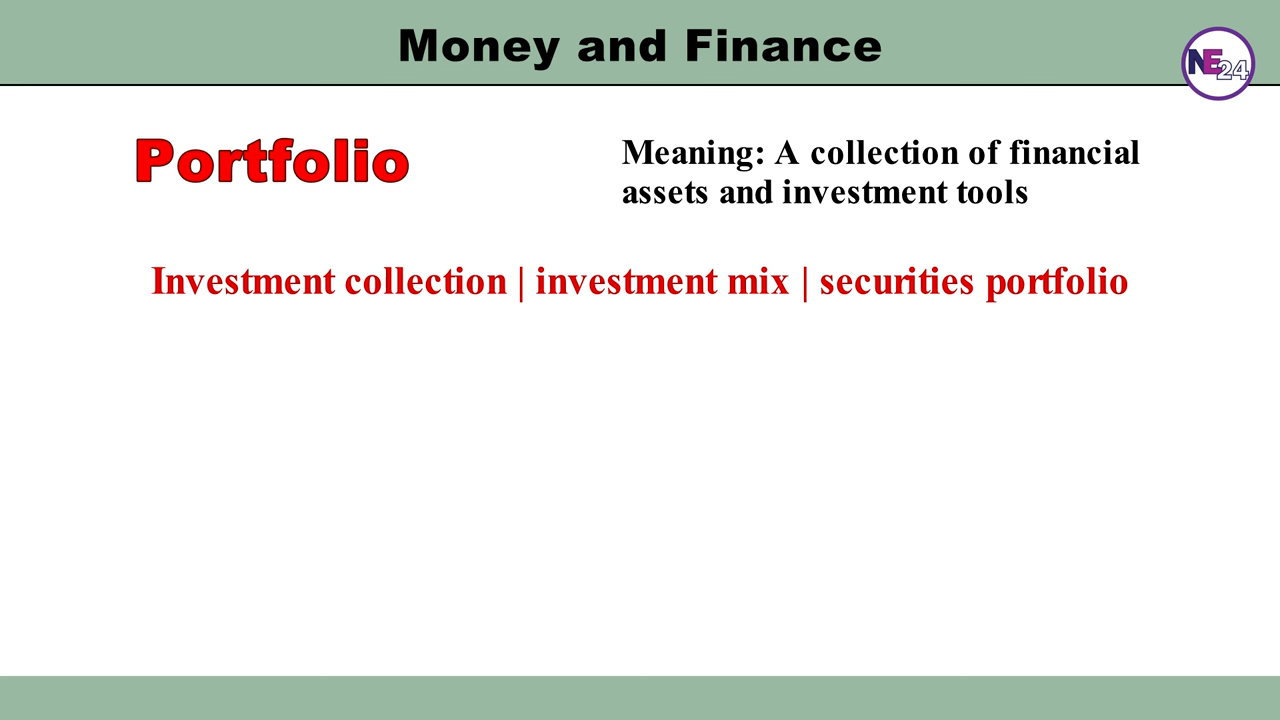 Money and Finance
NE24
Portfolio
Meaning: A collection of financial
assets and investment tools
Investment collection | investment mix | securities portfolio